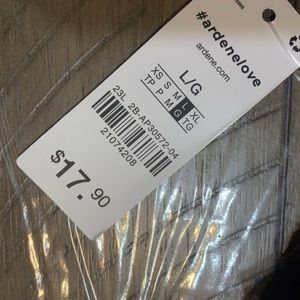 #ardenelove
ardene.com
L/G
XS S M L XL
TP P M G TG
23L 2B-AP30572-04
21074208
$17.90